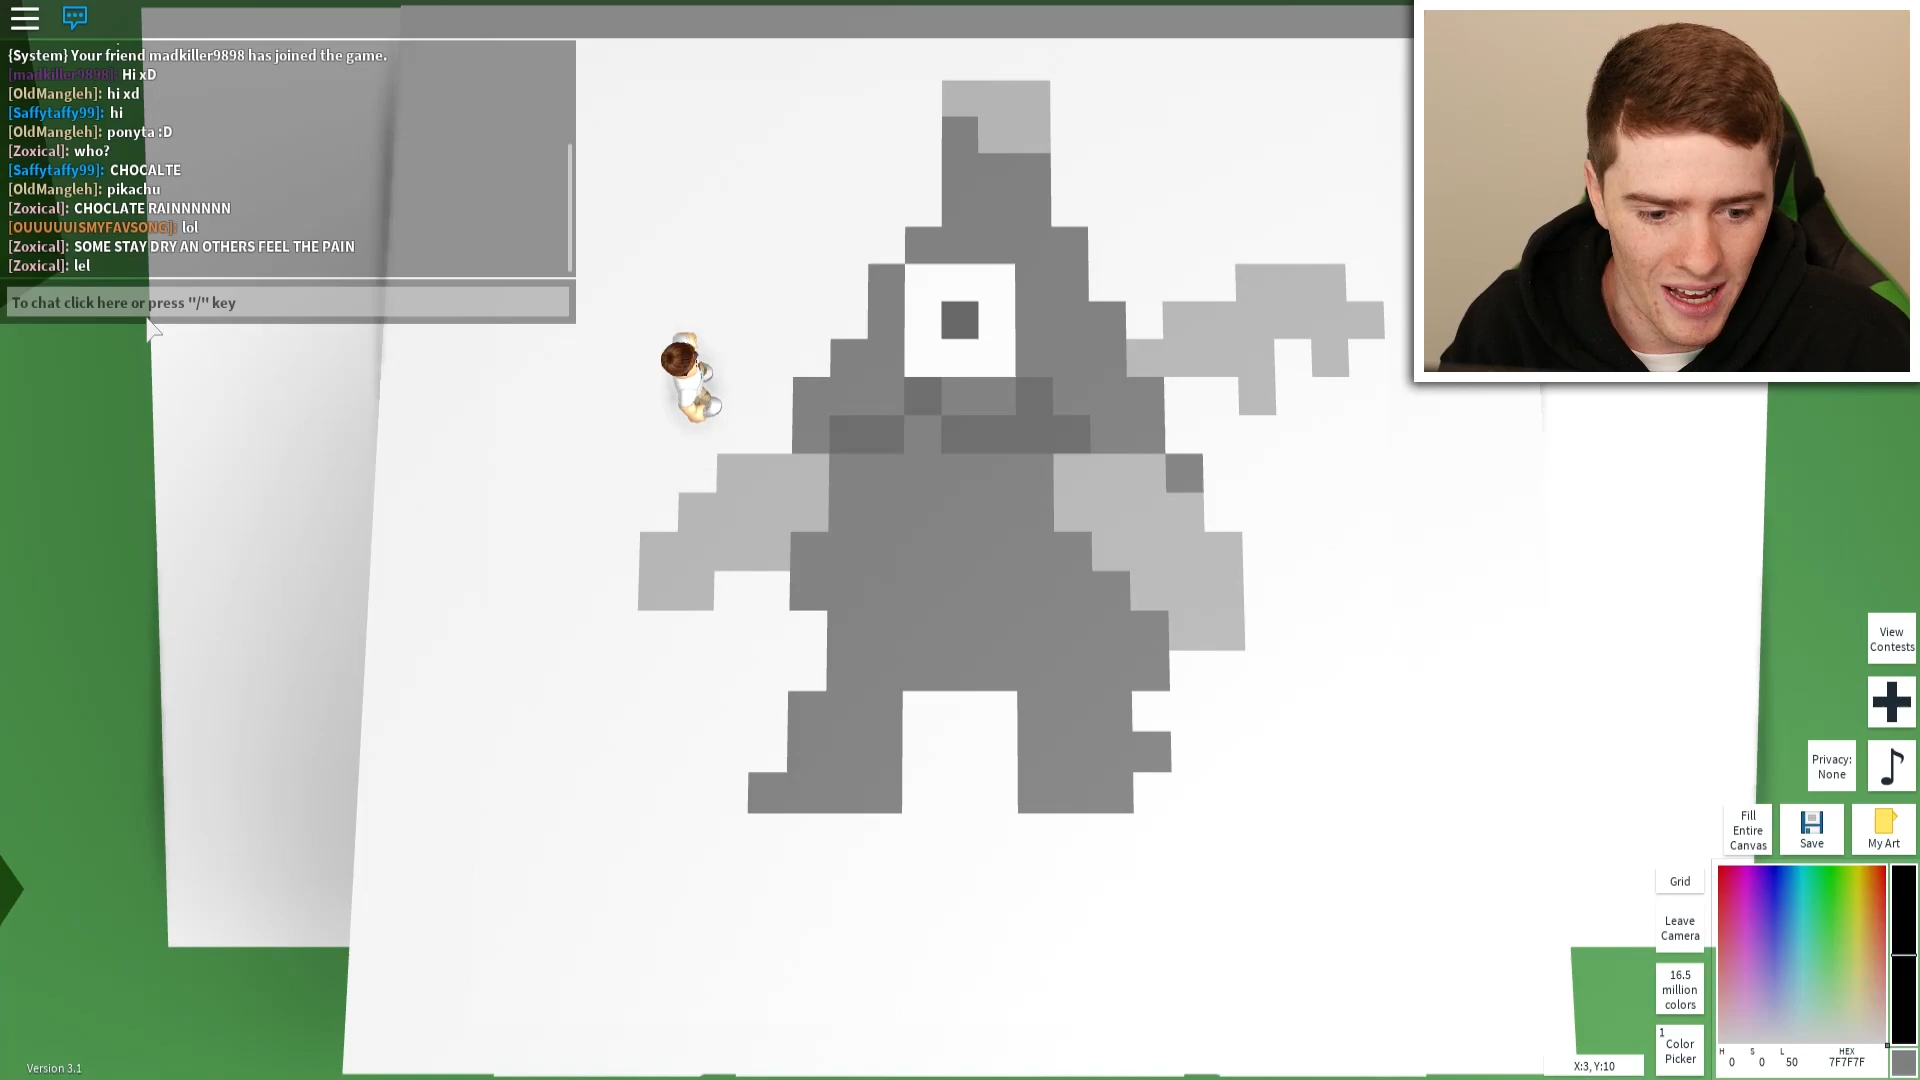 {System} Your friend madkiller9898 has joined the game.
[madkiller9898]: Hi xD
[OldMangleh]: hi xd
[Saffytaffy99]: hi
[OldMangleh]: ponyta :D
[Zoxical]: who?
[Saffytaffy99]: CHOCALTE
[OldMangleh]: pikachu
[Zoxical]: CHOCLATE RAINNNNNN
[OUUUUUISMYFAVSONG]: lol
[Zoxical]: SOME STAY DRY AN OTHERS FEEL THE PAIN
[Zoxical]: lel
To chat click here or press "/" key
View
Contests
Privacy:
None
Fill
Entire
Canvas
Save
My Art
Grid
Leave
Camera
16.5
million
colors
1
Color
Picker
H S L HEX
0 0 50 7F7F7F
X:3, Y:10
Version 3.1